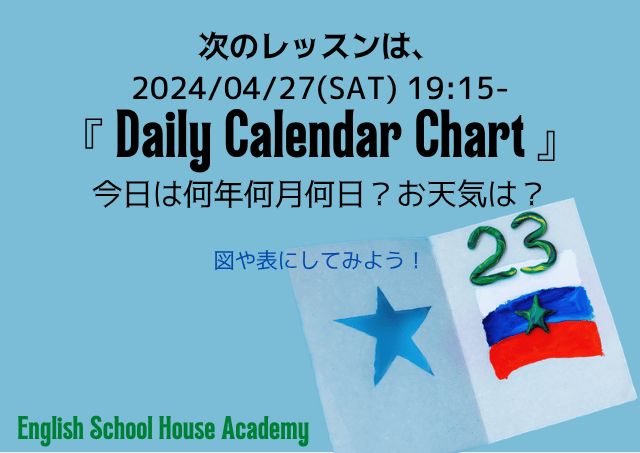 次のレッスンは、
2024/04/27(SAT) 19:15-
『 Daily Calendar Chart 』
今日は何年何月何日？お天気は？
図や表にしてみよう！
23
English School House Academy